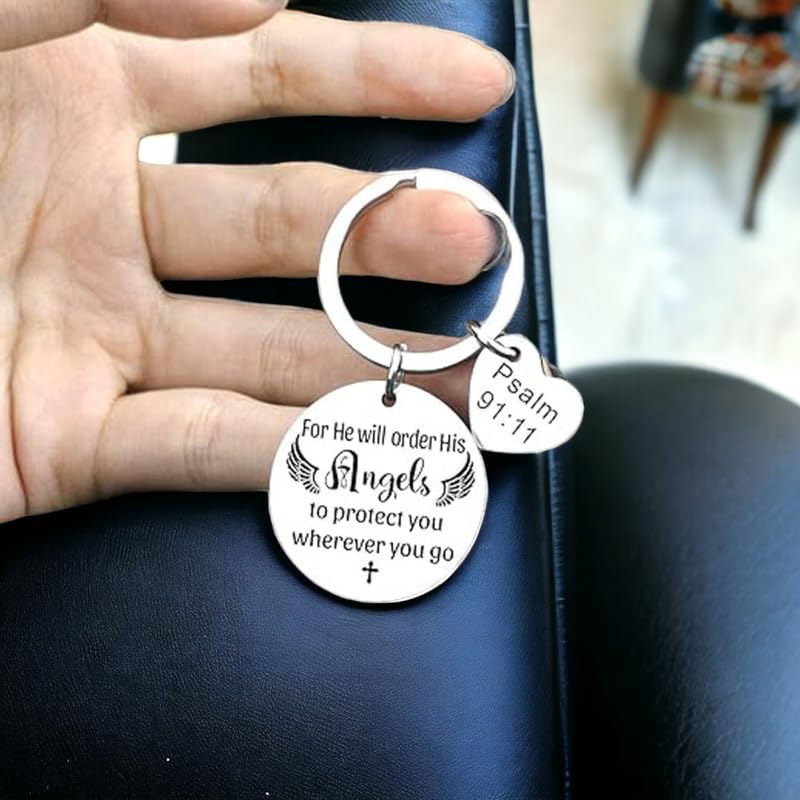 For He will order His
Angels
to protect you
wherever you go
Psalm
91:11